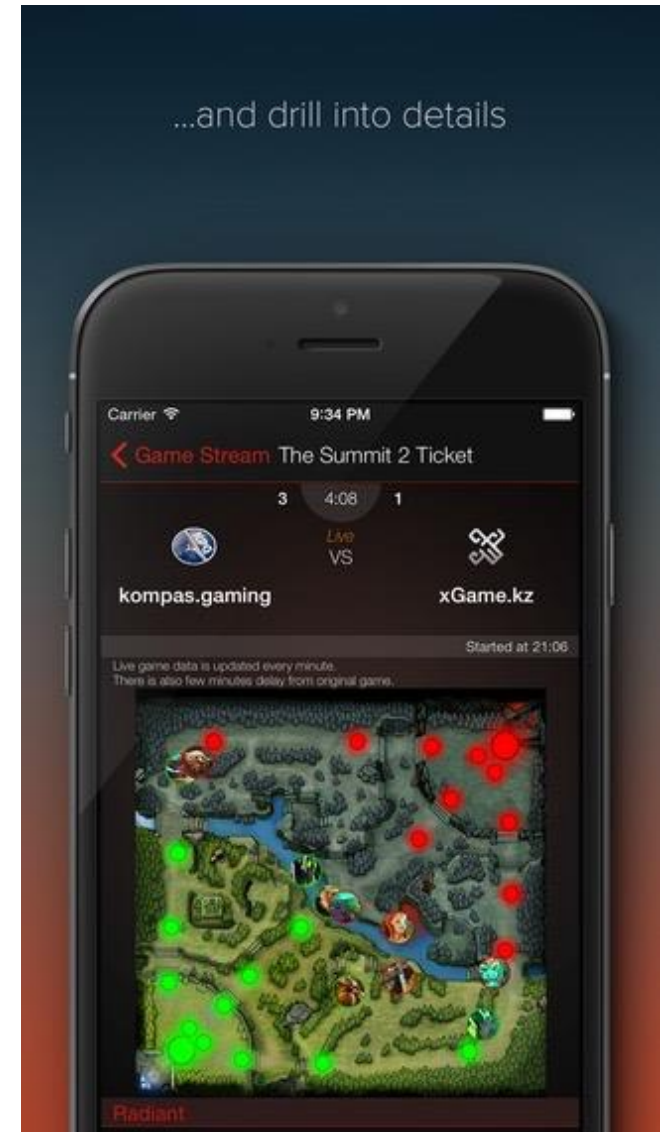 ...and drill into details
Carrier 9:34 PM
Game Stream The Summit 2 Ticket
3 4:08 1
Live
VS
kompas.gaming xGame.kz
Started at 21:06
Live game data is updated every minute.
There is also few minutes delay from original game.
Radiant